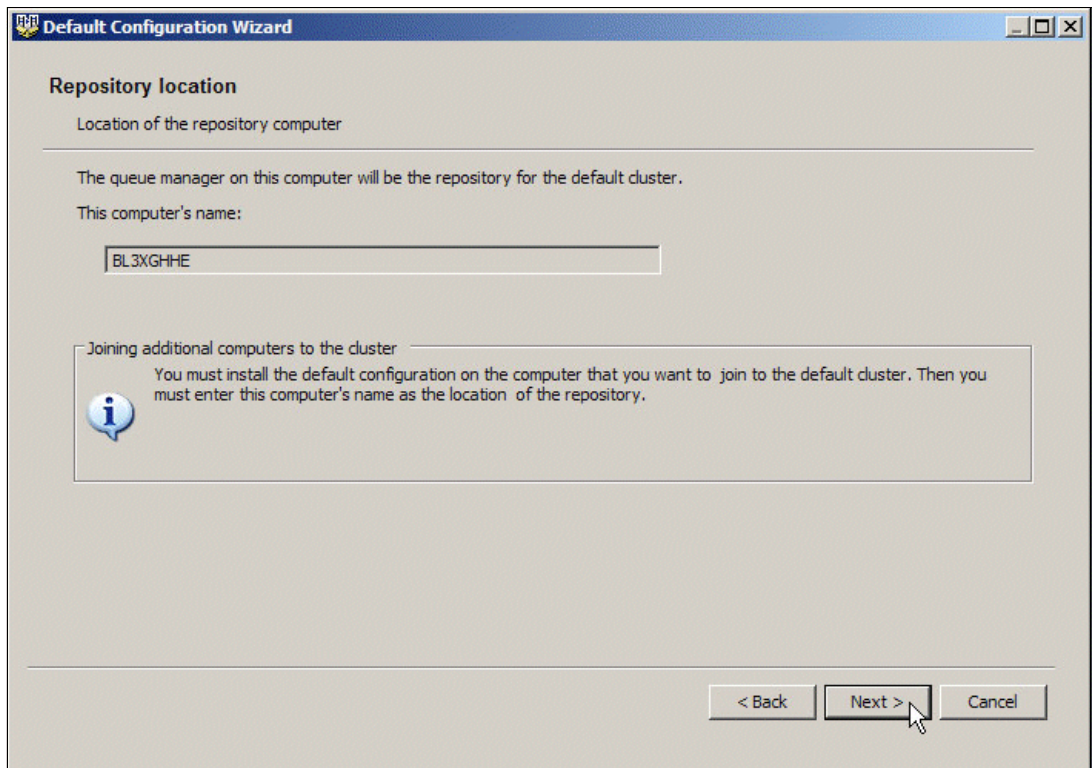 Default Configuration Wizard
Repository location
Location of the repository computer
The queue manager on this computer will be the repository for the default cluster.
This computer's name:
BL3XGHHE
Joining additional computers to the cluster
You must install the default configuration on the computer that you want to join to the default cluster. Then you
must enter this computer's name as the location of the repository.
< Back Next > Cancel